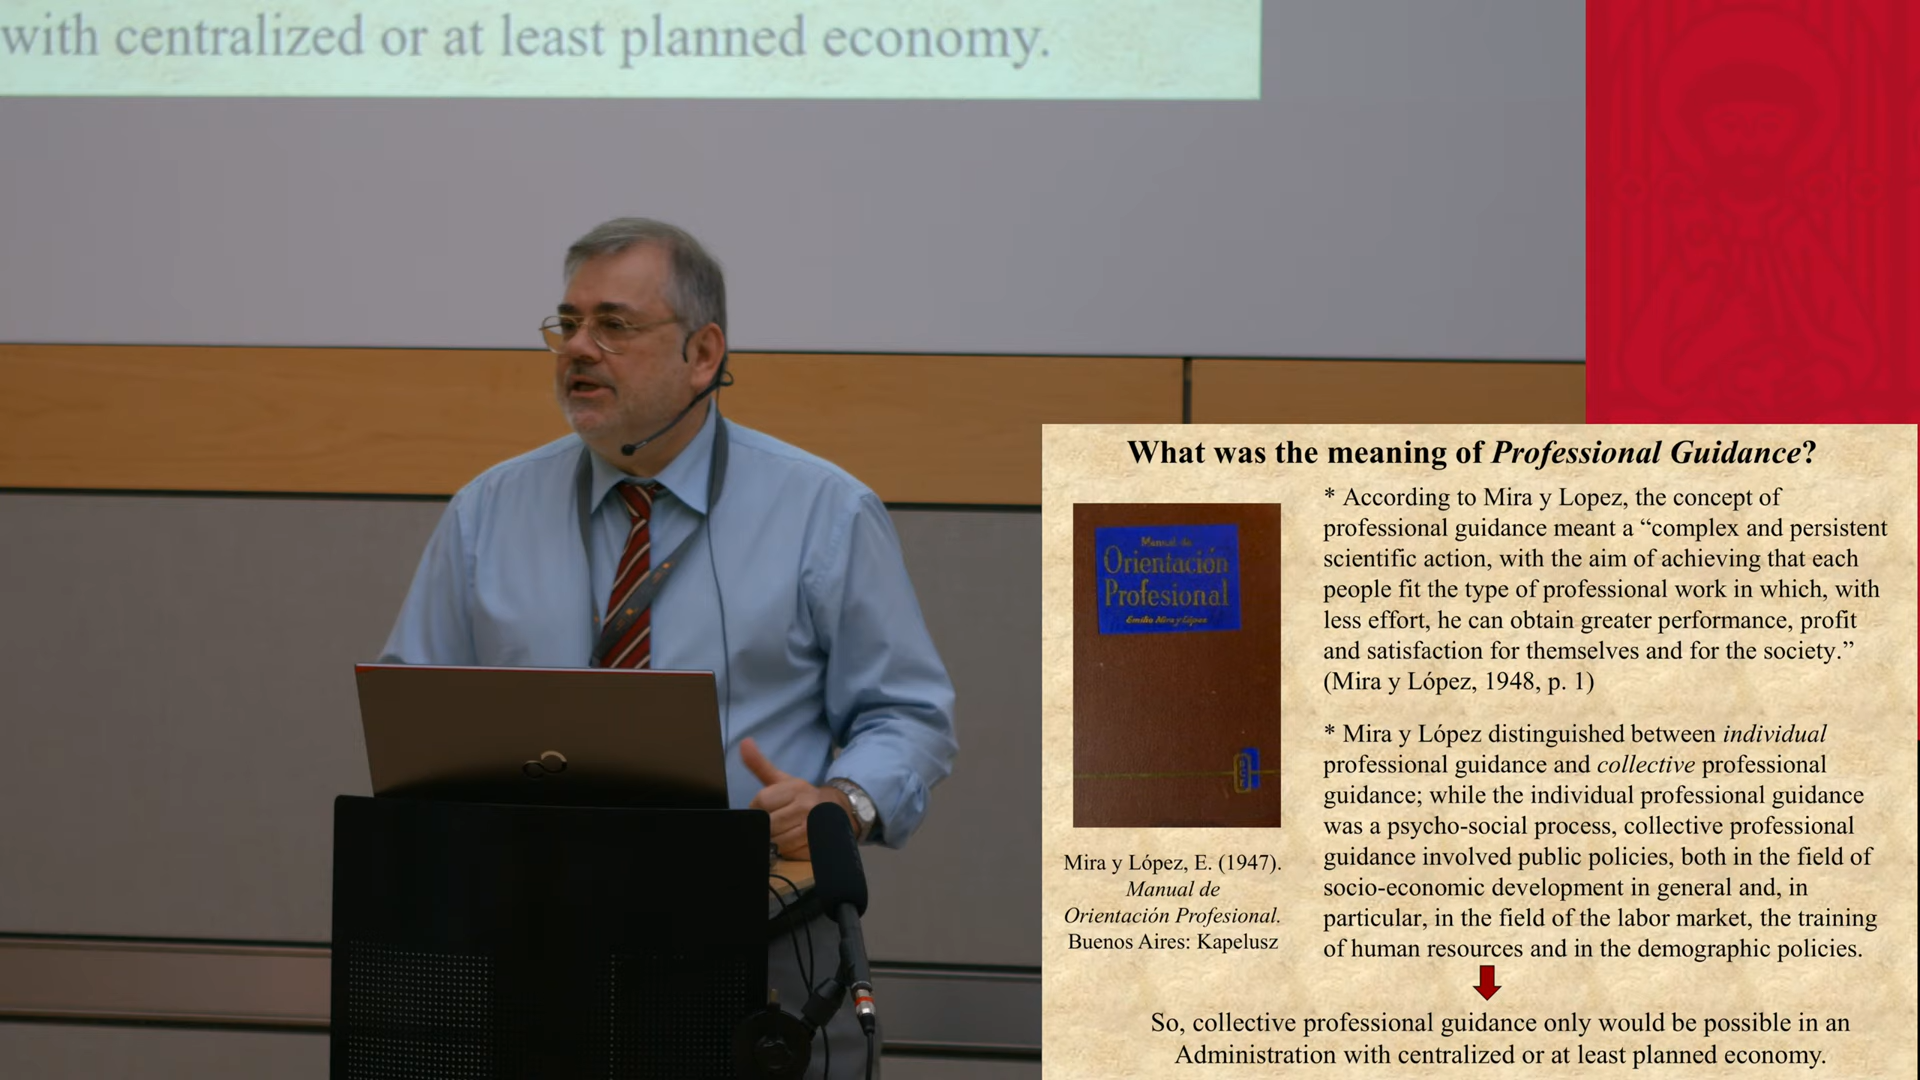 with centralized or at least planned economy.
What was the meaning of Professional Guidance?
Manual de
Orientación
Profesional
Emilio Mira y López
Mira y López, E. (1947).
Manual de
Orientación Profesional.
Buenos Aires: Kapelusz
* According to Mira y Lopez, the concept of
professional guidance meant a “complex and persistent
scientific action, with the aim of achieving that each
people fit the type of professional work in which, with
less effort, he can obtain greater performance, profit
and satisfaction for themselves and for the society.”
(Mira y López, 1948, p. 1)
* Mira y López distinguished between individual
professional guidance and collective professional
guidance; while the individual professional guidance
was a psycho-social process, collective professional
guidance involved public policies, both in the field of
socio-economic development in general and, in
particular, in the field of the labor market, the training
of human resources and in the demographic policies.
So, collective professional guidance only would be possible in an
Administration with centralized or at least planned economy.